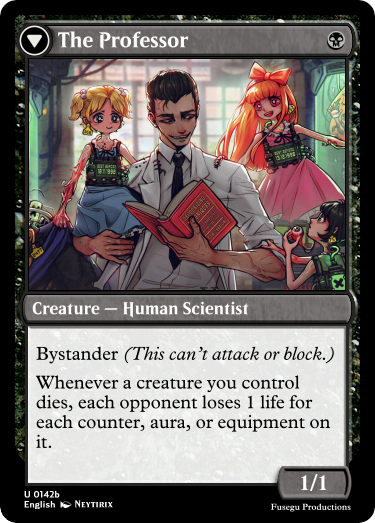 The Professor
Creature — Human Scientist
Bystander (This can't attack or block.)
Whenever a creature you control
dies, each opponent loses 1 life for
each counter, aura, or equipment on
it.
1/1
U 0142b
English NEYTIRIX
Fusegu Productions